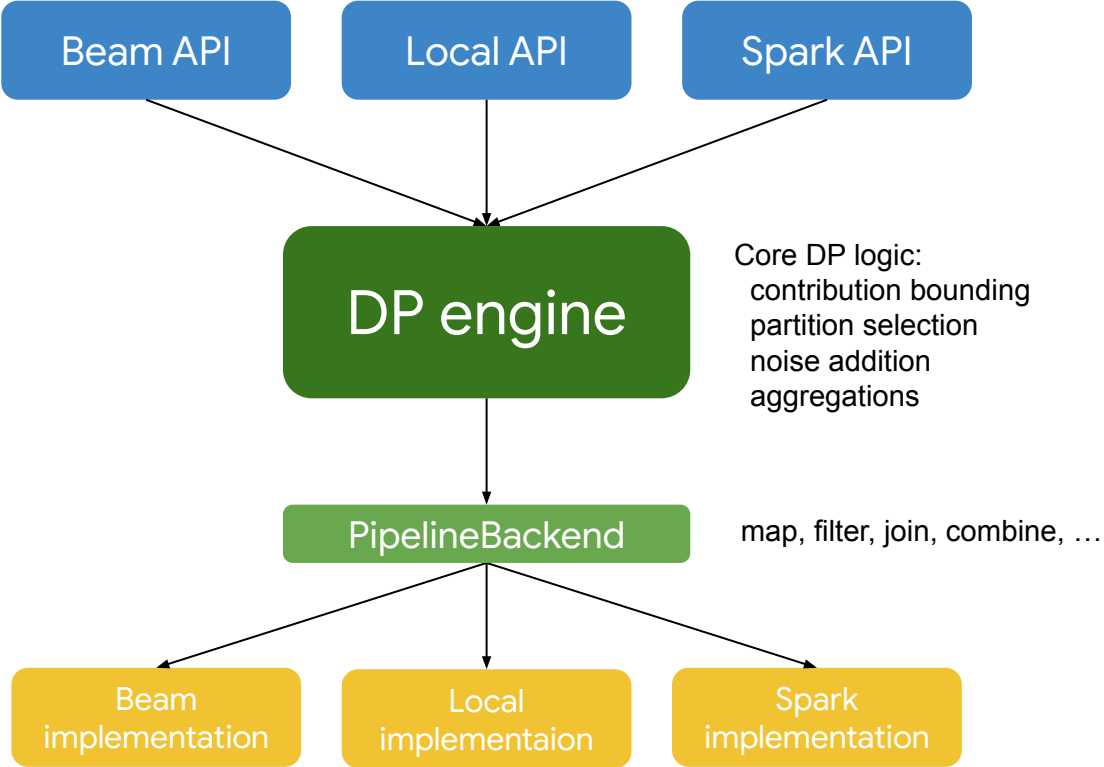 Beam API
Local API
Spark API
DP engine
Core DP logic:
contribution bounding
partition selection
noise addition
aggregations
PipelineBackend
map, filter, join, combine, …
Beam
implementation
Local
implementaion
Spark
implementation